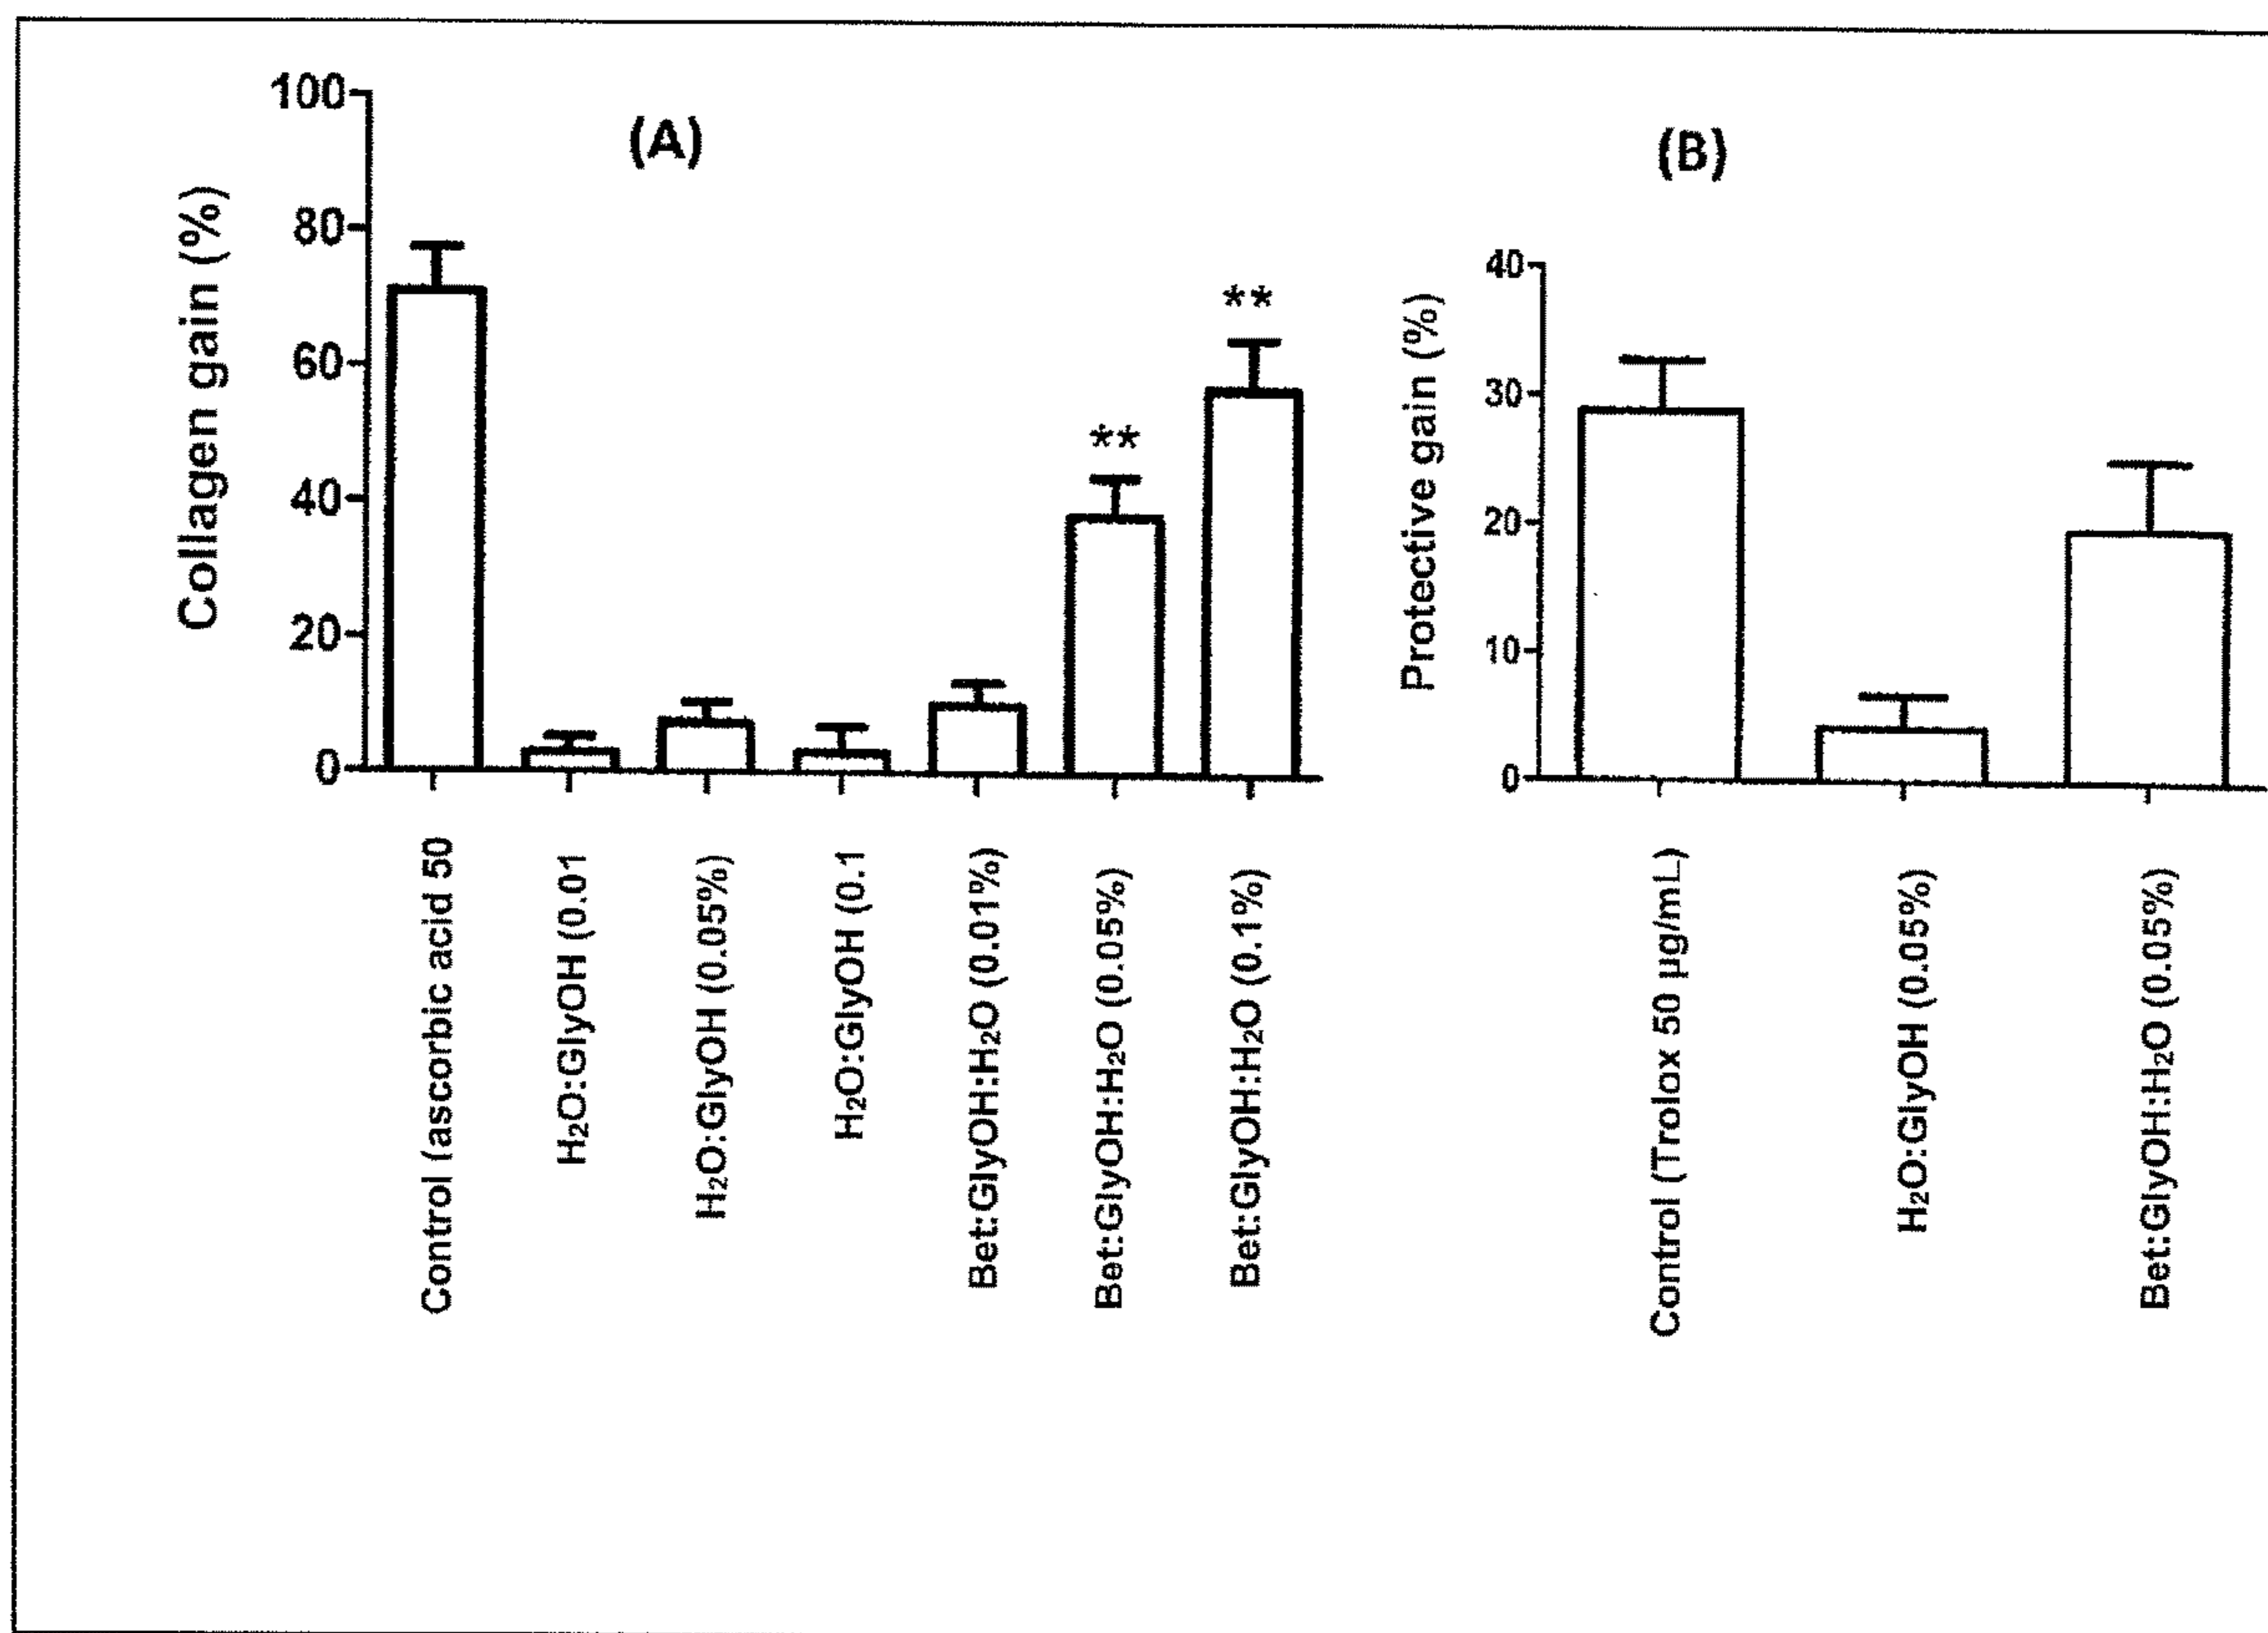 (A)
Collagen gain (%)
100
80
60
40
20
0
**
**
Control (ascorbic acid 50
H₂O:GlyOH (0.01
H₂O:GlyOH (0.05%)
H₂O:GlyOH (0.1
Bet:GlyOH:H₂O (0.01%)
Bet:GlyOH:H₂O (0.05%)
Bet:GlyOH:H₂O (0.1%)
(B)
Protective gain (%)
40
30
20
10
0
Control (Trolox 50 µg/mL)
H₂O:GlyOH (0.05%)
Bet:GlyOH:H₂O (0.05%)